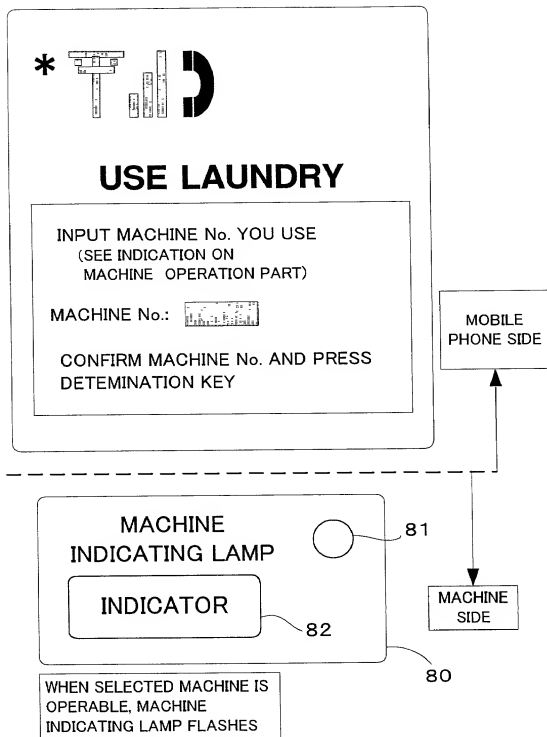 *
USE LAUNDRY
INPUT MACHINE No. YOU USE
(SEE INDICATION ON
MACHINE OPERATION PART)
MACHINE No.:
CONFIRM MACHINE No. AND PRESS
DETEMINATION KEY
MOBILE
PHONE SIDE
MACHINE
INDICATING LAMP
81
INDICATOR
82
MACHINE
SIDE
80
WHEN SELECTED MACHINE IS
OPERABLE, MACHINE
INDICATING LAMP FLASHES